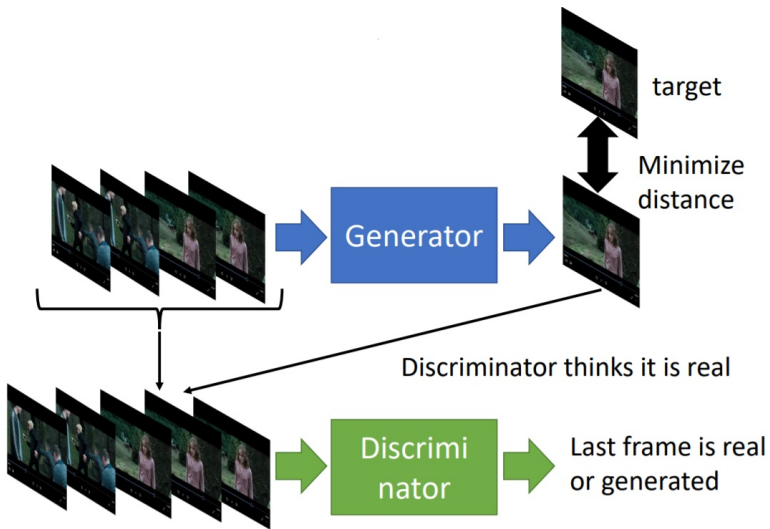 target
Minimize
distance
Generator
Discriminator thinks it is real
Discrimi
nator
Last frame is real
or generated